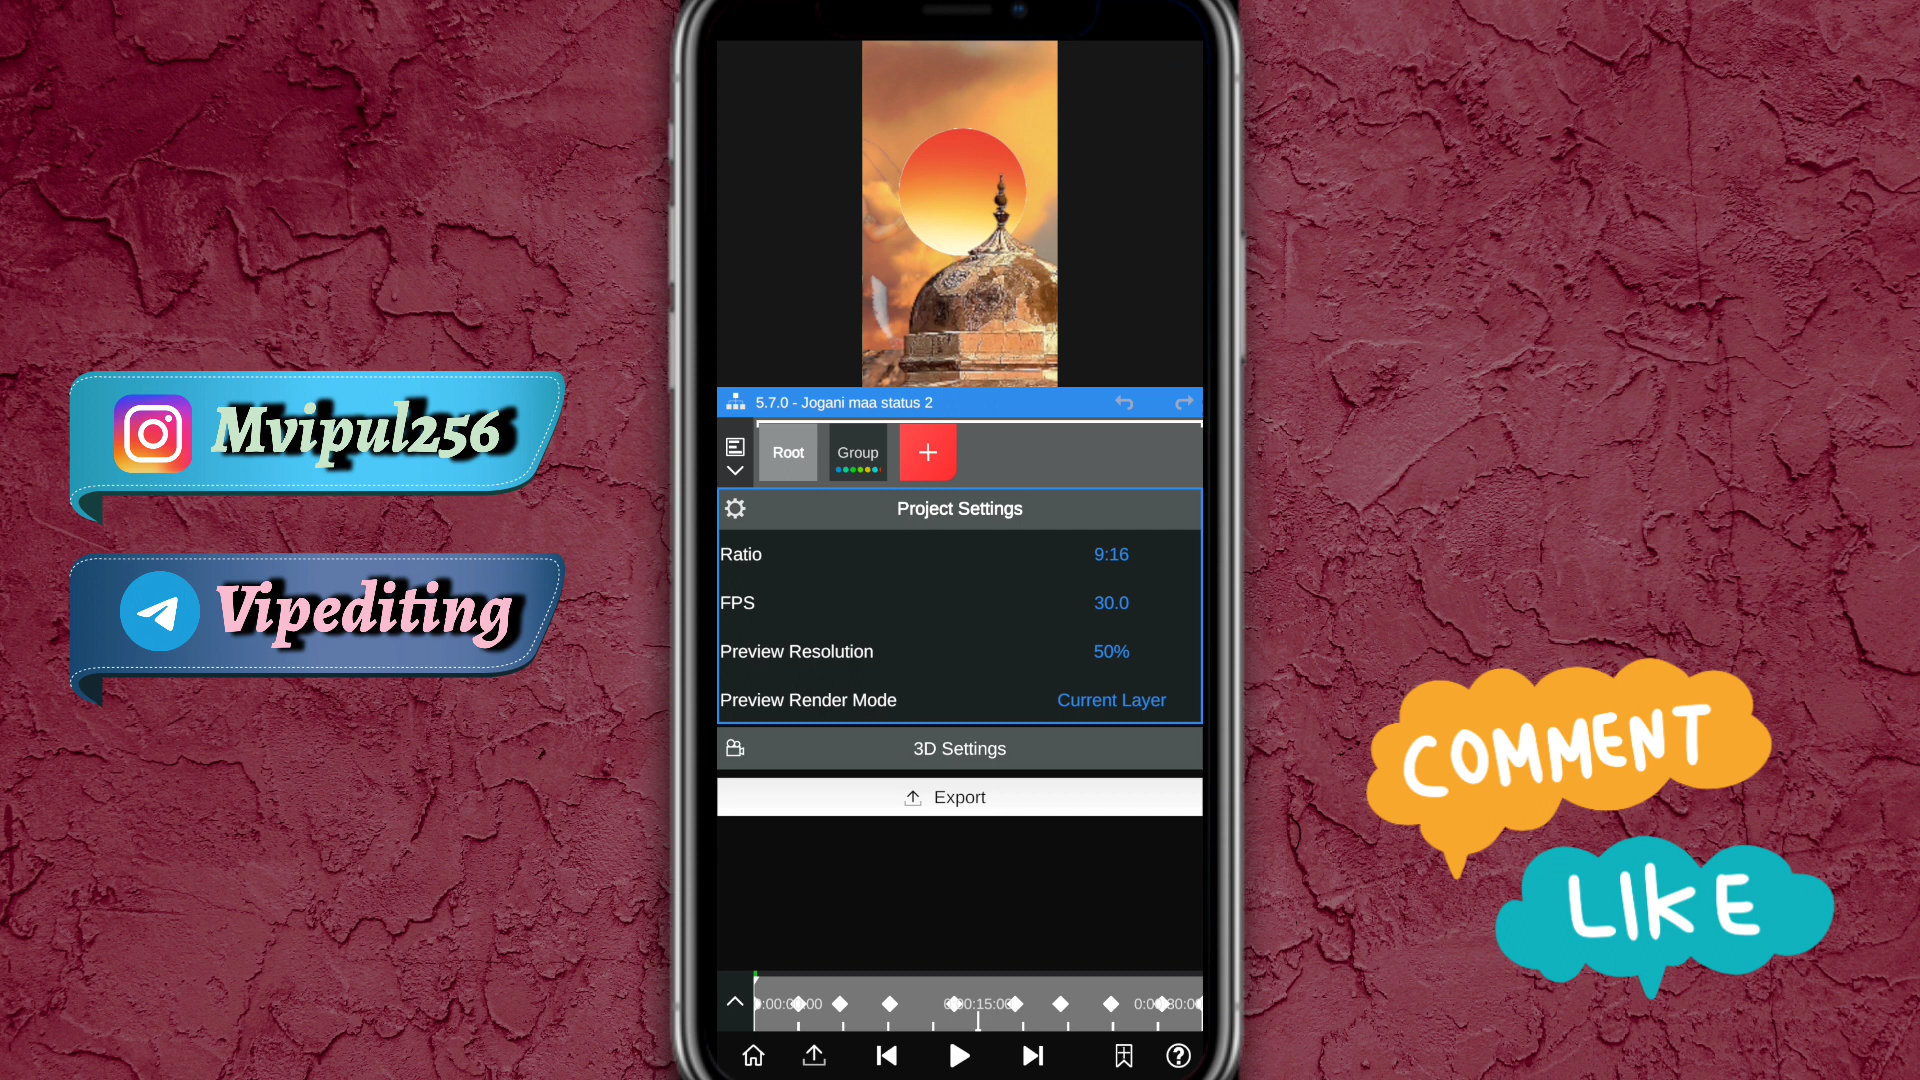 Mvipul256
Vipediting
5.7.0 - Jogani maa status 2
Root
Group
Project Settings
Ratio 9:16
FPS 30.0
Preview Resolution 50%
Preview Render Mode Current Layer
3D Settings
Export
COMMENT
LIKE